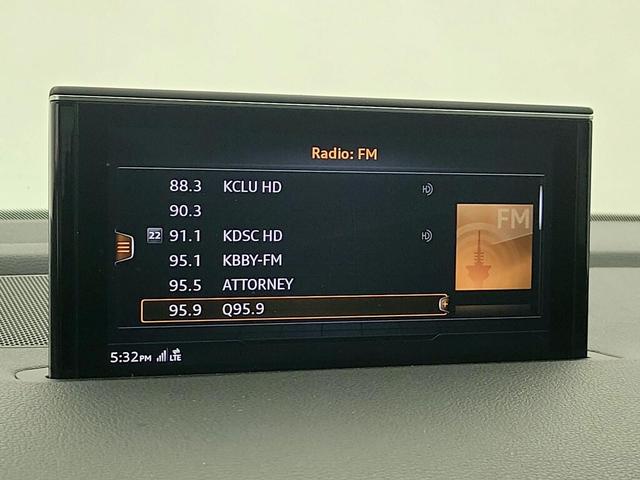 Radio: FM
88.3 KCLU HD
90.3
22 91.1 KDSC HD
95.1 KBBY-FM
95.5 ATTORNEY
95.9 Q95.9
FM
5:32PM LTE